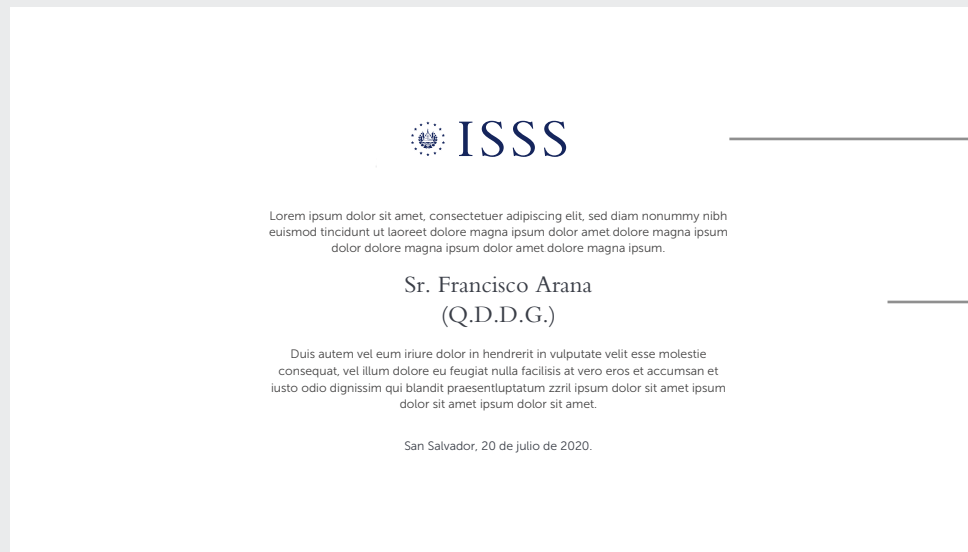 ISSS
Lorem ipsum dolor sit amet, consectetuer adipiscing elit, sed diam nonummy nibh
euismod tincidunt ut laoreet dolore magna ipsum dolor amet dolore magna ipsum
dolor dolore magna ipsum dolor amet dolore magna ipsum.
Sr. Francisco Arana
(Q.D.D.G.)
Duis autem vel eum iriure dolor in hendrerit in vulputate velit esse molestie
consequat, vel illum dolore eu feugiat nulla facilisis at vero eros et accumsan et
iusto odio dignissim qui blandit praesentluptatum zzril ipsum dolor sit amet ipsum
dolor sit amet ipsum dolor sit amet.
San Salvador, 20 de julio de 2020.